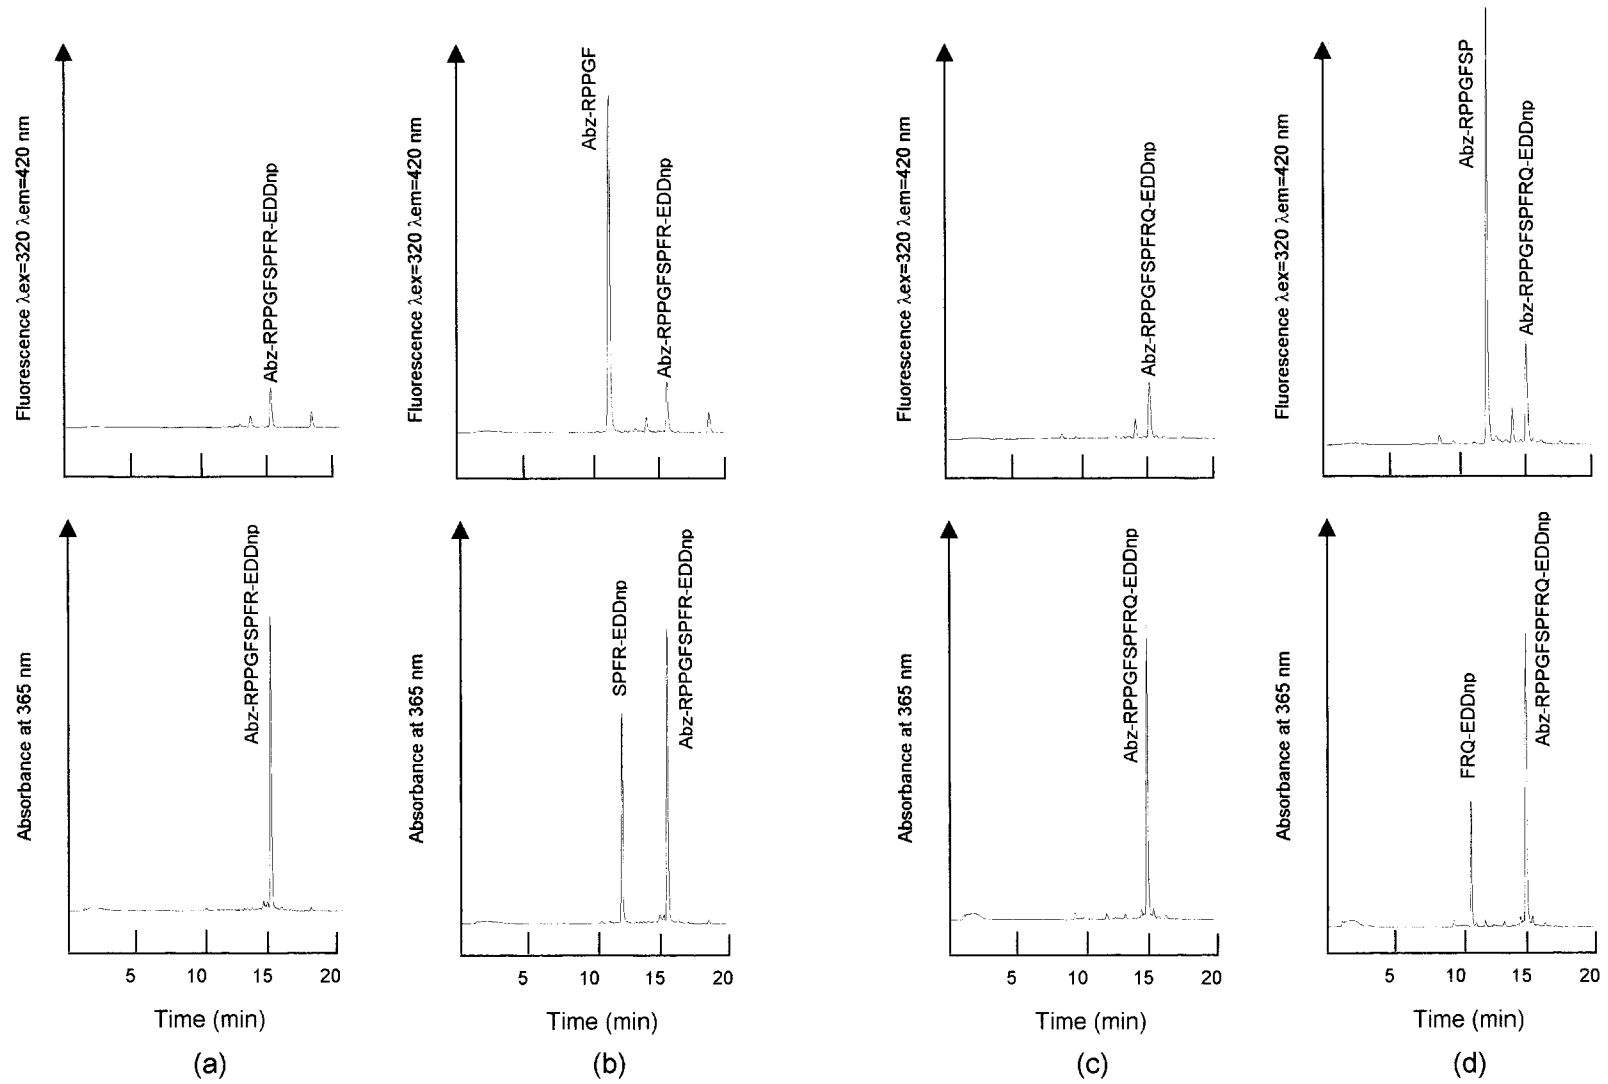 Fluorescence λex=320 λem=420 nm
Abz-RPPGFSPFR-EDDnp
Fluorescence λex=320 λem=420 nm
Abz-RPPGF
Abz-RPPGFSPFR-EDDnp
Fluorescence λex=320 λem=420 nm
Abz-RPPGFSPFRQ-EDDnp
Fluorescence λex=320 λem=420 nm
Abz-RPPGFSP
Abz-RPPGFSPFRQ-EDDnp
Absorbance at 365 nm
Abz-RPPGFSPFR-EDDnp
5 10 15 20
Time (min)
(a)
Absorbance at 365 nm
SPFR-EDDnp
Abz-RPPGFSPFR-EDDnp
5 10 15 20
Time (min)
(b)
Absorbance at 365 nm
Abz-RPPGFSPFRQ-EDDnp
5 10 15 20
Time (min)
(c)
Absorbance at 365 nm
FRQ-EDDnp
Abz-RPPGFSPFRQ-EDDnp
5 10 15 20
Time (min)
(d)